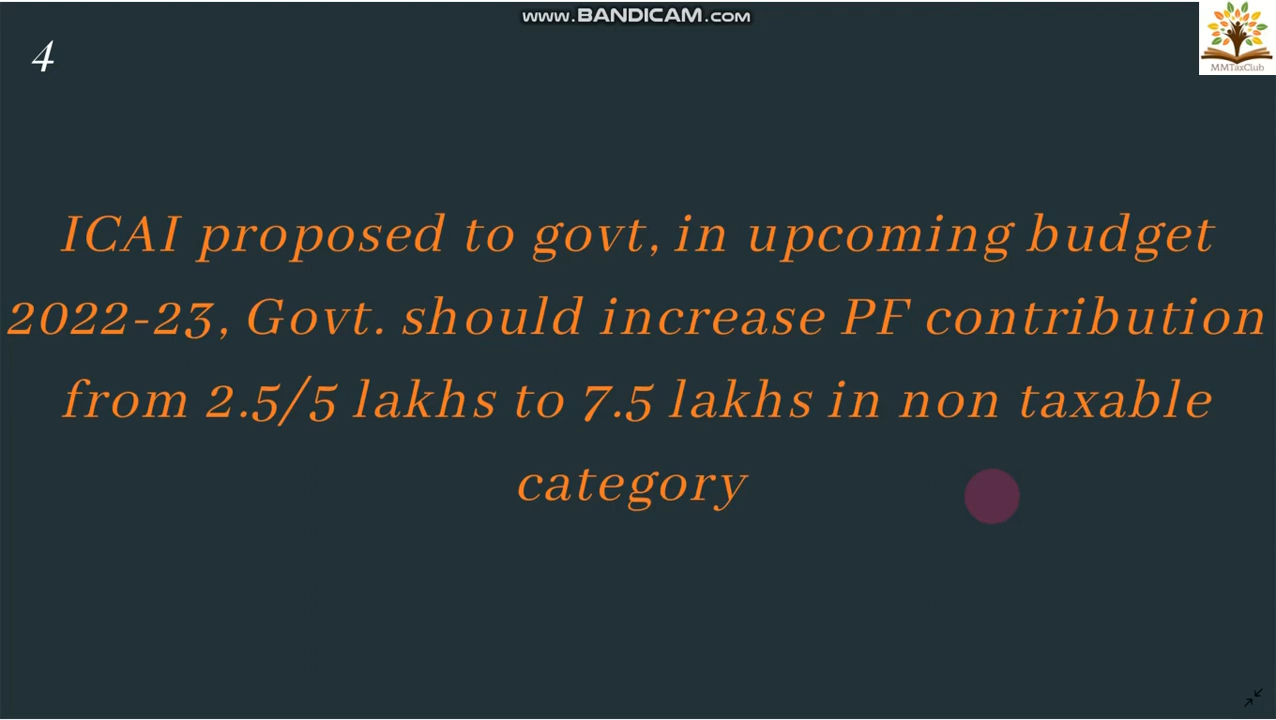 www.BANDICAM.com
4
MMTaxClub
ICAI proposed to govt, in upcoming budget
2022-23, Govt. should increase PF contribution
from 2.5/5 lakhs to 7.5 lakhs in non taxable
category